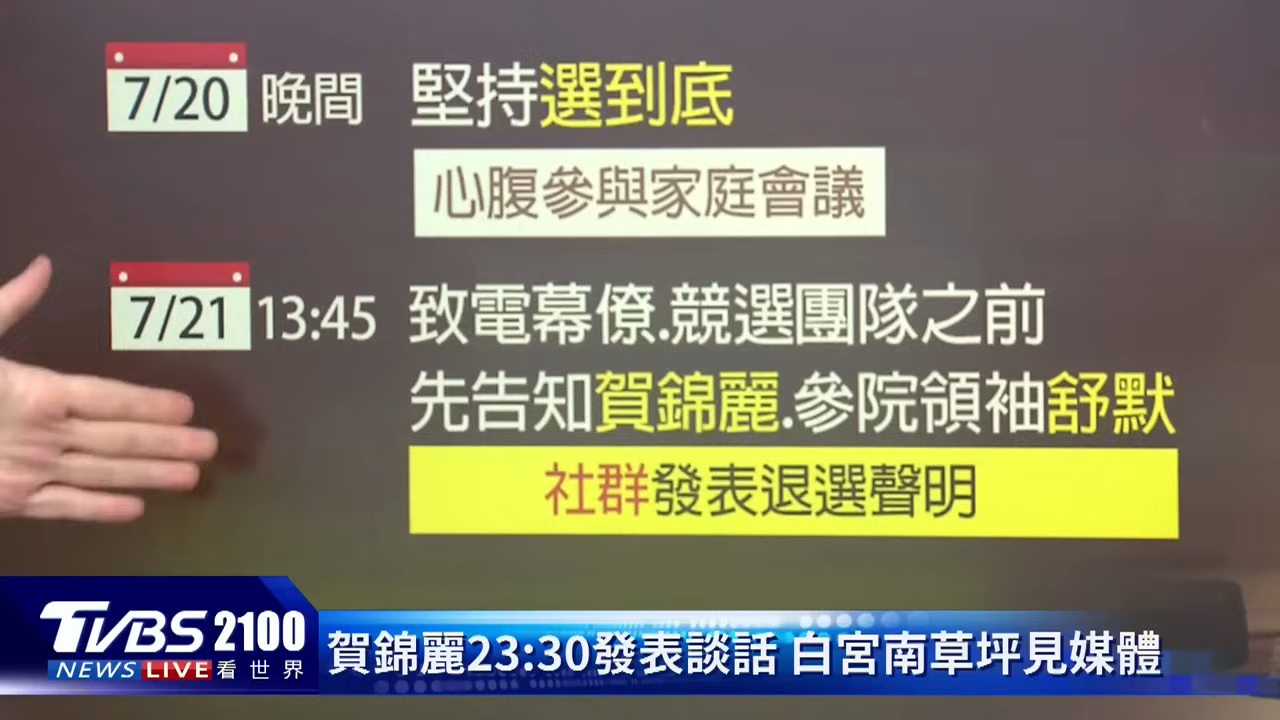 7/20 晚間 堅持選到底
心腹參與家庭會議
7/21 13:45 致電幕僚.競選團隊之前
先告知賀錦麗.參院領袖舒默
社群發表退選聲明
TVBS 2100
NEWS LIVE 看世界
賀錦麗23:30發表談話 白宮南草坪見媒體